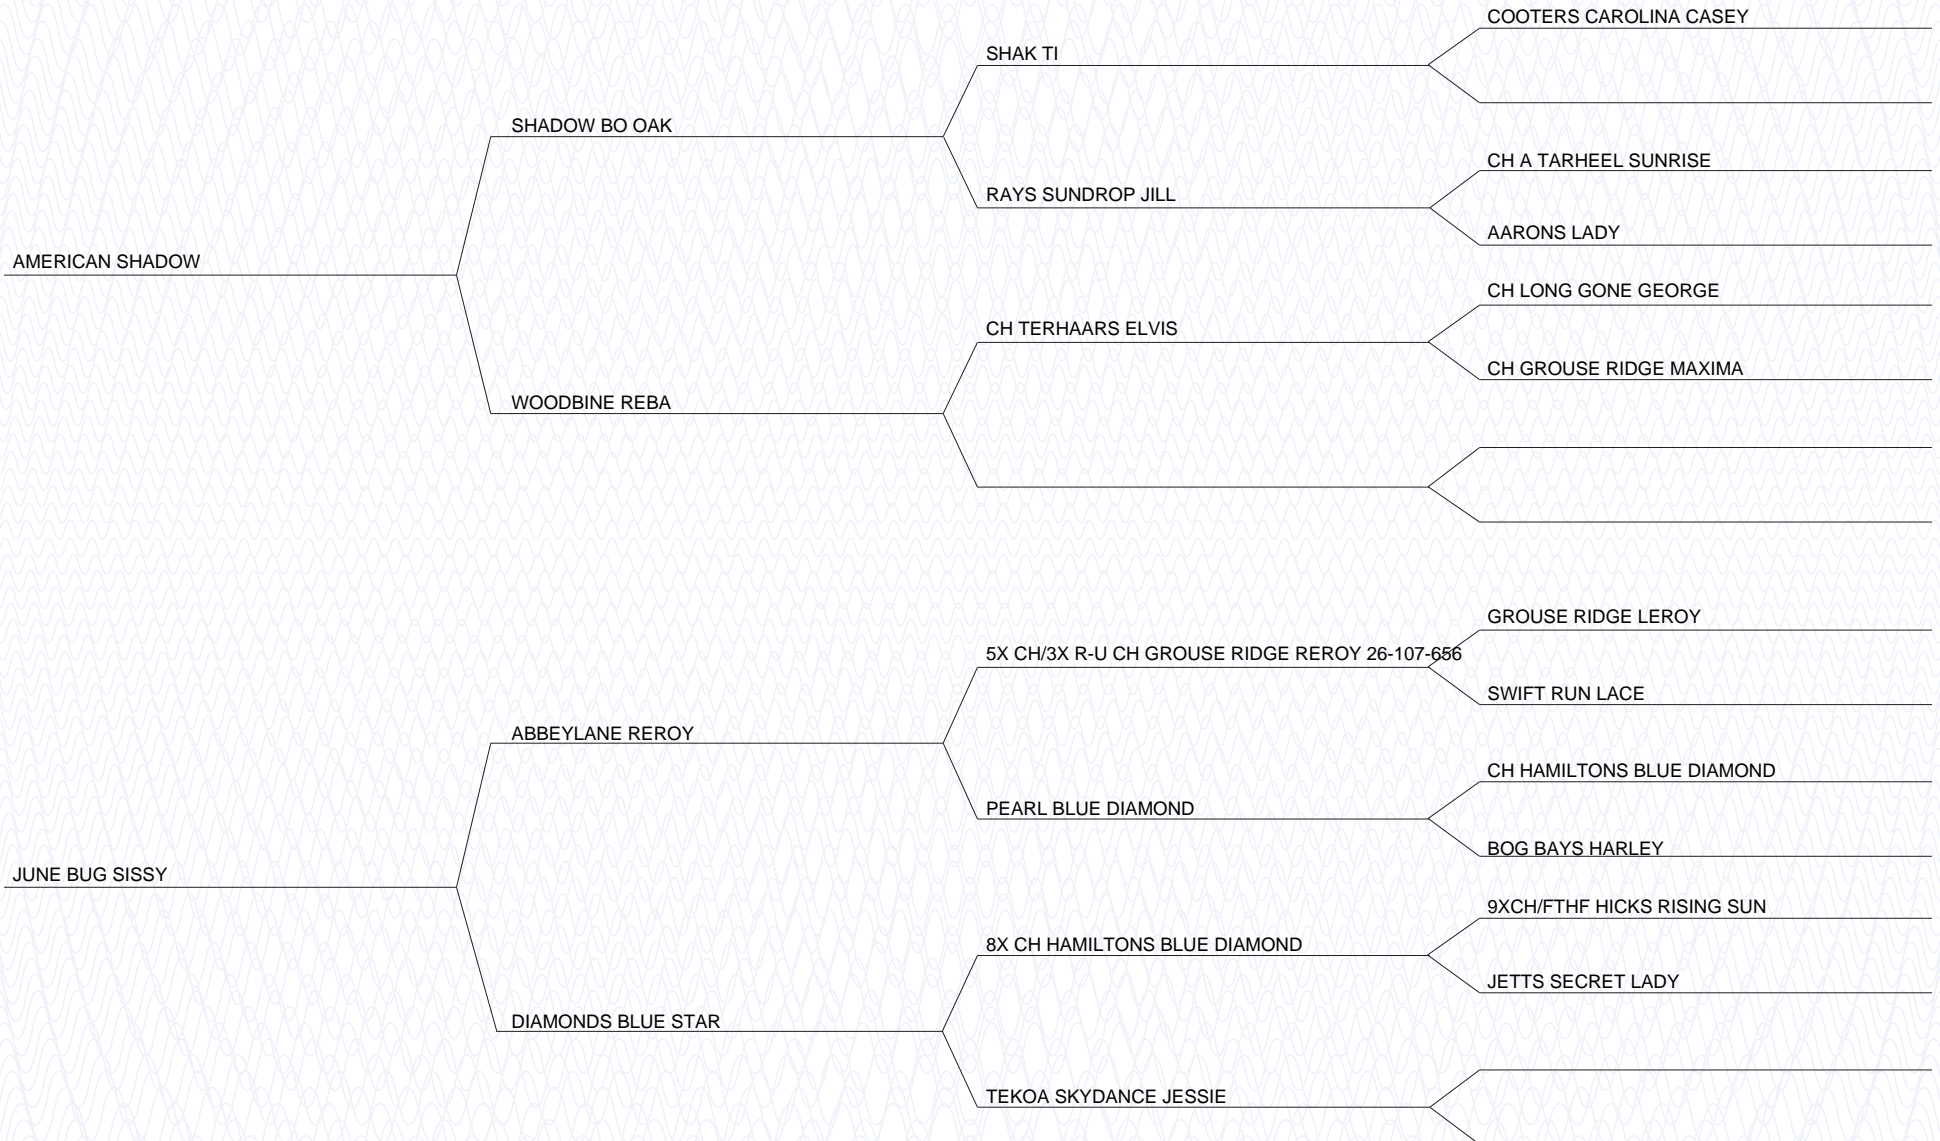 COOTERS CAROLINA CASEY
SHAK TI
SHADOW BO OAK
CH A TARHEEL SUNRISE
RAYS SUNDROP JILL
AARONS LADY
AMERICAN SHADOW
CH LONG GONE GEORGE
CH TERHAARS ELVIS
CH GROUSE RIDGE MAXIMA
WOODBINE REBA
GROUSE RIDGE LEROY
5X CH/3X R-U CH GROUSE RIDGE REROY 26-107-656
SWIFT RUN LACE
ABBEYLANE REROY
CH HAMILTONS BLUE DIAMOND
PEARL BLUE DIAMOND
BOG BAYS HARLEY
JUNE BUG SISSY
9XCH/FTHF HICKS RISING SUN
8X CH HAMILTONS BLUE DIAMOND
JETTS SECRET LADY
DIAMONDS BLUE STAR
TEKOA SKYDANCE JESSIE